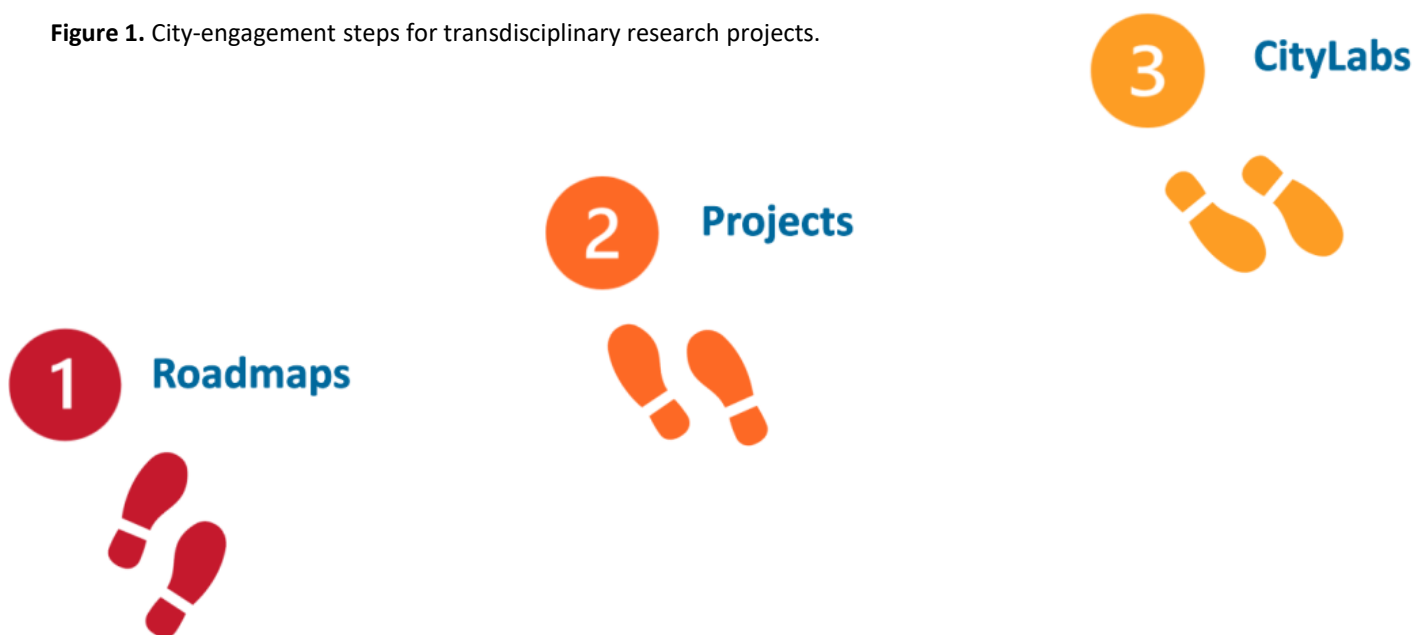 Figure 1. City-engagement steps for transdisciplinary research projects.
3 CityLabs
2 Projects
1 Roadmaps